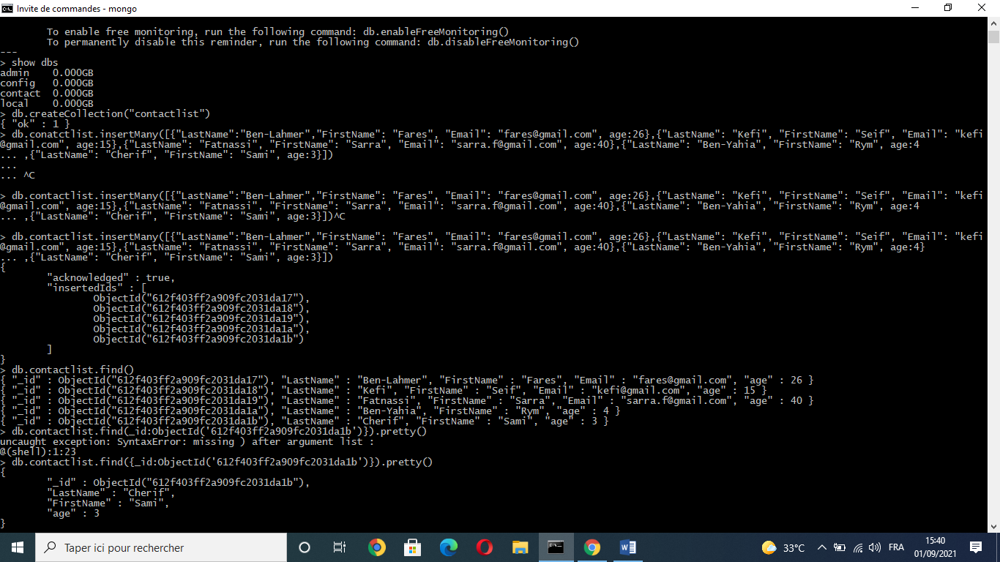 Invite de commandes - mongo
To enable free monitoring, run the following command: db.enableFreeMonitoring()
To permanently disable this reminder, run the following command: db.disableFreeMonitoring()
---
> show dbs
admin 0.000GB
config 0.000GB
contact 0.000GB
local 0.000GB
> db.createCollection("contactlist")
{ "ok" : 1 }
> db.conatctlist.insertMany([{"LastName":"Ben-Lahmer","FirstName": "Fares", "Email": "fares@gmail.com", age:26},{"LastName": "Kefi", "FirstName": "Seif", "Email": "kefi
@gmail.com", age:15},{"LastName": "Fatnassi", "FirstName": "Sarra", "Email": "sarra.f@gmail.com", age:40},{"LastName": "Ben-Yahia", "FirstName": "Rym", age:4
... ,{"LastName": "Cherif", "FirstName": "Sami", age:3}])
...
... ^C
> db.contactlist.insertMany([{"LastName":"Ben-Lahmer","FirstName": "Fares", "Email": "fares@gmail.com", age:26},{"LastName": "Kefi", "FirstName": "Seif", "Email": "kefi
@gmail.com", age:15},{"LastName": "Fatnassi", "FirstName": "Sarra", "Email": "sarra.f@gmail.com", age:40},{"LastName": "Ben-Yahia", "FirstName": "Rym", age:4
... ,{"LastName": "Cherif", "FirstName": "Sami", age:3}])^C
> db.contactlist.insertMany([{"LastName":"Ben-Lahmer","FirstName": "Fares", "Email": "fares@gmail.com", age:26},{"LastName": "Kefi", "FirstName": "Seif", "Email": "kefi
@gmail.com", age:15},{"LastName": "Fatnassi", "FirstName": "Sarra", "Email": "sarra.f@gmail.com", age:40},{"LastName": "Ben-Yahia", "FirstName": "Rym", age:4}
... ,{"LastName": "Cherif", "FirstName": "Sami", age:3}])
{
"acknowledged" : true,
"insertedIds" : [
ObjectId("612f403ff2a909fc2031da17"),
ObjectId("612f403ff2a909fc2031da18"),
ObjectId("612f403ff2a909fc2031da19"),
ObjectId("612f403ff2a909fc2031da1a"),
ObjectId("612f403ff2a909fc2031da1b")
]
}
> db.contactlist.find()
{ "_id" : ObjectId("612f403ff2a909fc2031da17"), "LastName" : "Ben-Lahmer", "FirstName" : "Fares", "Email" : "fares@gmail.com", "age" : 26 }
{ "_id" : ObjectId("612f403ff2a909fc2031da18"), "LastName" : "Kefi", "FirstName" : "Seif", "Email" : "kefi@gmail.com", "age" : 15 }
{ "_id" : ObjectId("612f403ff2a909fc2031da19"), "LastName" : "Fatnassi", "FirstName" : "Sarra", "Email" : "sarra.f@gmail.com", "age" : 40 }
{ "_id" : ObjectId("612f403ff2a909fc2031da1a"), "LastName" : "Ben-Yahia", "FirstName" : "Rym", "age" : 4 }
{ "_id" : ObjectId("612f403ff2a909fc2031da1b"), "LastName" : "Cherif", "FirstName" : "Sami", "age" : 3 }
> db.contactlist.find(_id:ObjectId('612f403ff2a909fc2031da1b')}).pretty()
uncaught exception: SyntaxError: missing ) after argument list :
@(shell):1:23
> db.contactlist.find({_id:ObjectId('612f403ff2a909fc2031da1b')}).pretty()
{
"_id" : ObjectId("612f403ff2a909fc2031da1b"),
"LastName" : "Cherif",
"FirstName" : "Sami",
"age" : 3
}
Taper ici pour rechercher
33°C
FRA
15:40
01/09/2021